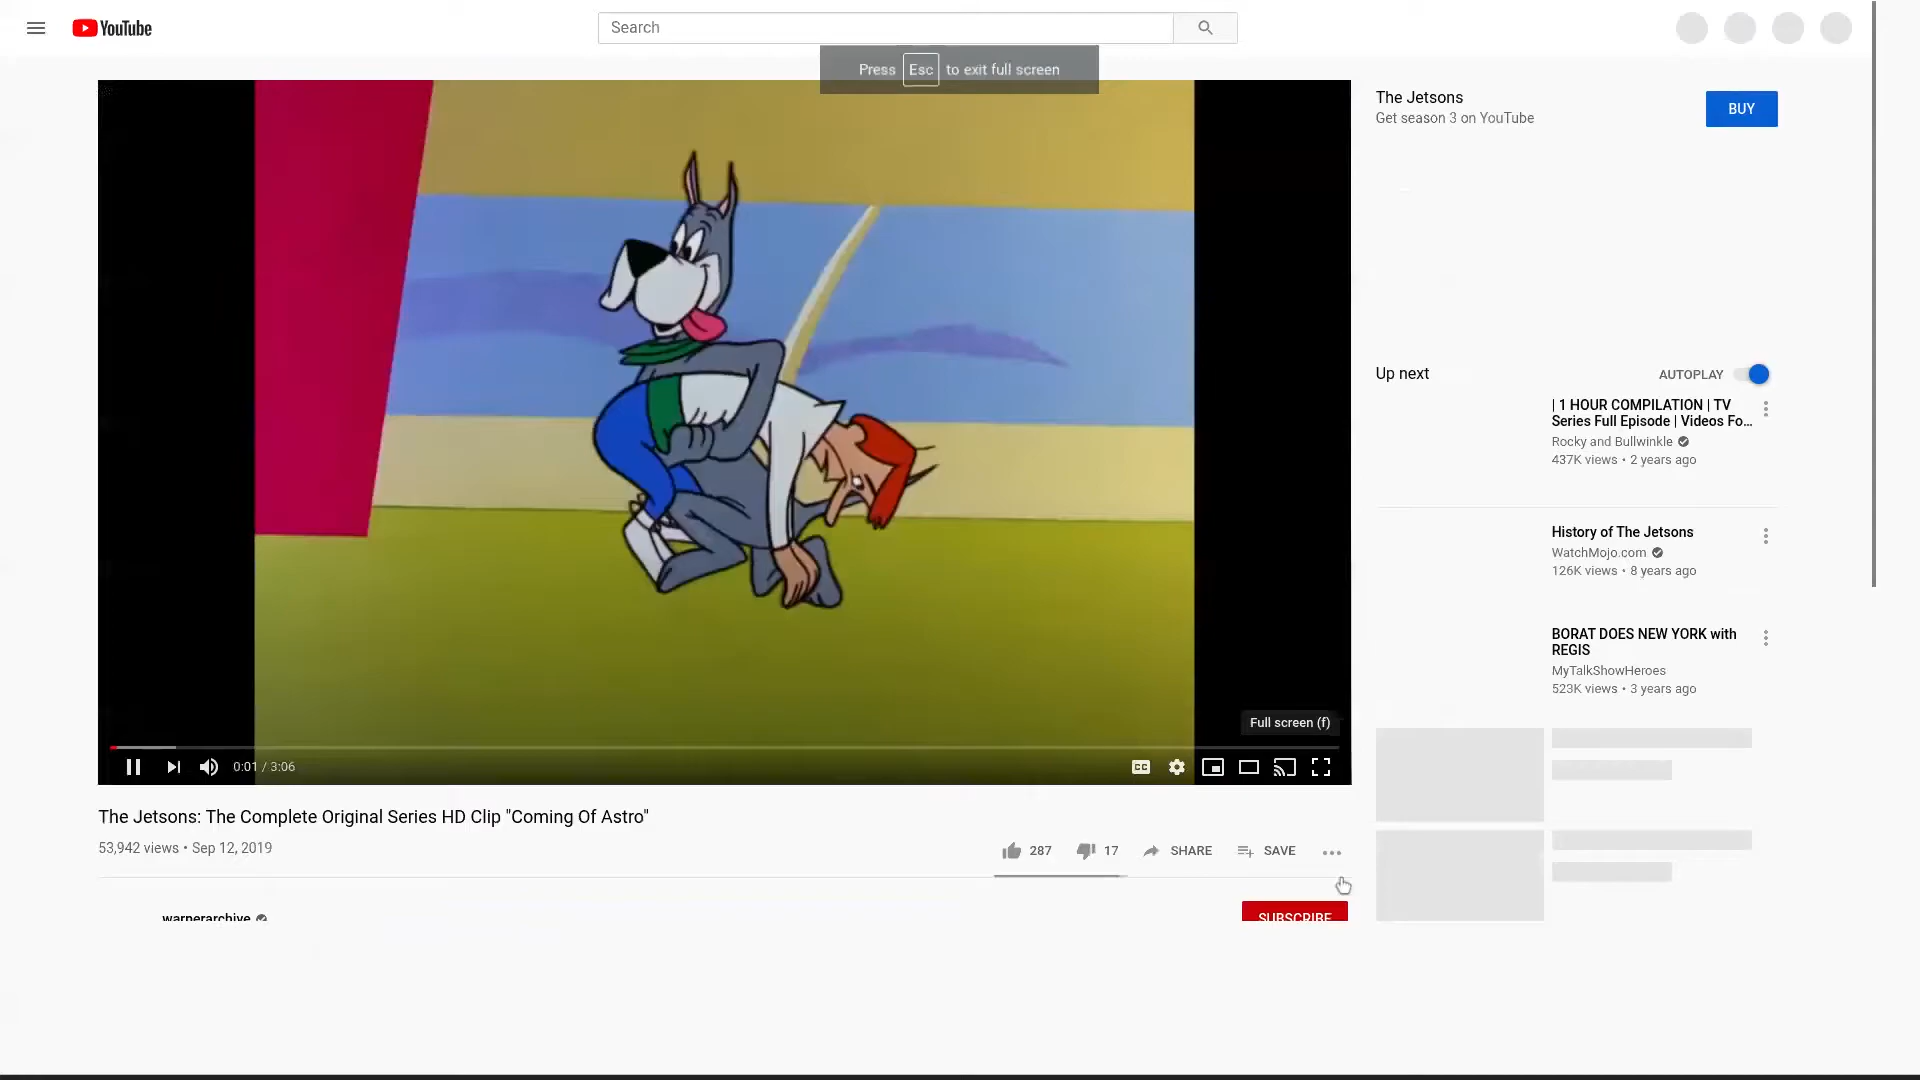 YouTube
Search
Press Esc to exit full screen
The Jetsons
Get season 3 on YouTube
BUY
Full screen (f)
0:01 / 3:06
CC
The Jetsons: The Complete Original Series HD Clip "Coming Of Astro"
53,942 views • Sep 12, 2019
287
17
SHARE
SAVE
warnerarchive
SUBSCRIBE
Up next
AUTOPLAY
| 1 HOUR COMPILATION | TV
Series Full Episode | Videos Fo...
Rocky and Bullwinkle
437K views • 2 years ago
History of The Jetsons
WatchMojo.com
126K views • 8 years ago
BORAT DOES NEW YORK with
REGIS
MyTalkShowHeroes
523K views • 3 years ago